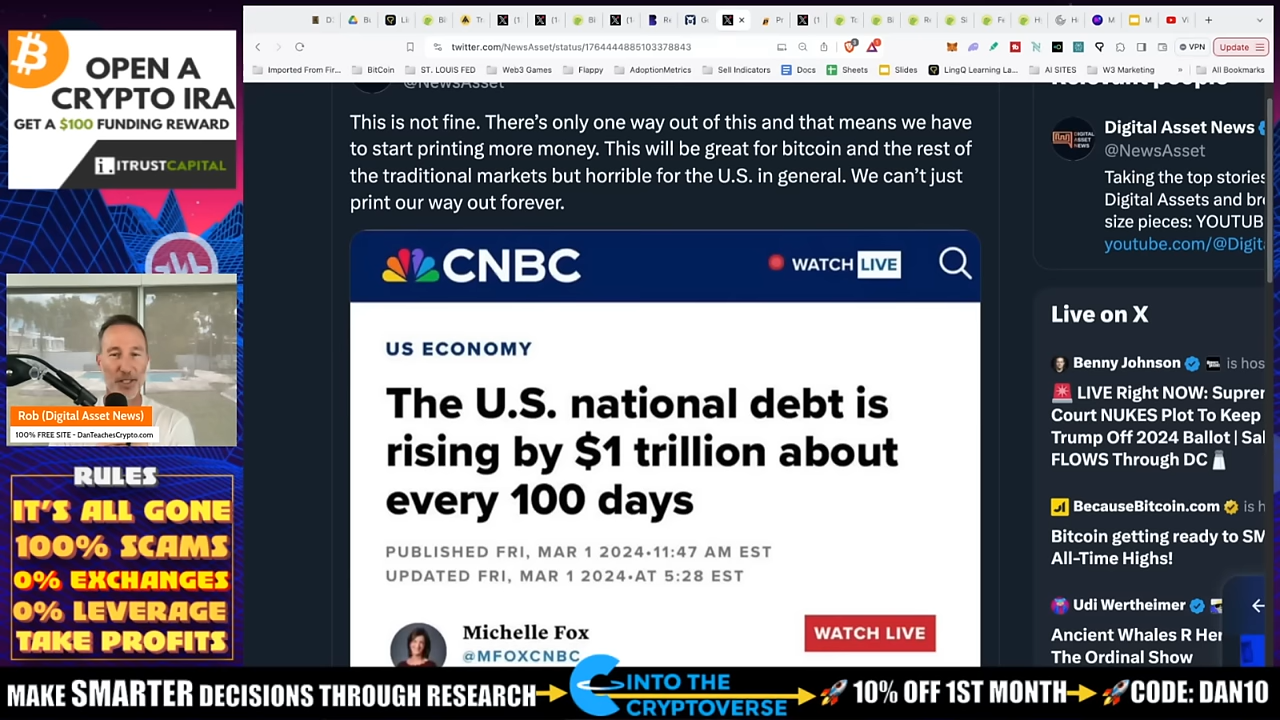 twitter.com/NewsAsset/status/1764444885103378843
VPN
Update
Imported From Fir...
BitCoin
ST. LOUIS FED
Web3 Games
Flappy
AdoptionMetrics
Sell Indicators
Docs
Sheets
Slides
LingQ Learning La...
AI SITES
W3 Marketing
All Bookmarks
OPEN A
CRYPTO IRA
GET A $100 FUNDING REWARD
ITRUSTCAPITAL
Rob (Digital Asset News)
100% FREE SITE - DanTeachesCrypto.com
RULES
IT'S ALL GONE
100% SCAMS
0% EXCHANGES
0% LEVERAGE
TAKE PROFITS
@NewsAsset
This is not fine. There's only one way out of this and that means we have
to start printing more money. This will be great for bitcoin and the rest of
the traditional markets but horrible for the U.S. in general. We can't just
print our way out forever.
CNBC
WATCH LIVE
US ECONOMY
The U.S. national debt is
rising by $1 trillion about
every 100 days
PUBLISHED FRI, MAR 1 2024•11:47 AM EST
UPDATED FRI, MAR 1 2024•AT 5:28 EST
Michelle Fox
@MFOXCNBC
WATCH LIVE
Relevant people
DIGITAL
ASSET
NEWS
Digital Asset News
@NewsAsset
Taking the top stories
Digital Assets and bre
size pieces: YOUTUB
youtube.com/@Digit
Live on X
Benny Johnson is hos
LIVE Right NOW: Supre
Court NUKES Plot To Keep
Trump Off 2024 Ballot | Sal
FLOWS Through DC
BecauseBitcoin.com is h
Bitcoin getting ready to SM
All-Time Highs!
Udi Wertheimer
Ancient Whales R Her
The Ordinal Show
MAKE SMARTER DECISIONS THROUGH RESEARCH
INTO THE
CRYPTOVERSE
10% OFF 1ST MONTH
CODE: DAN10